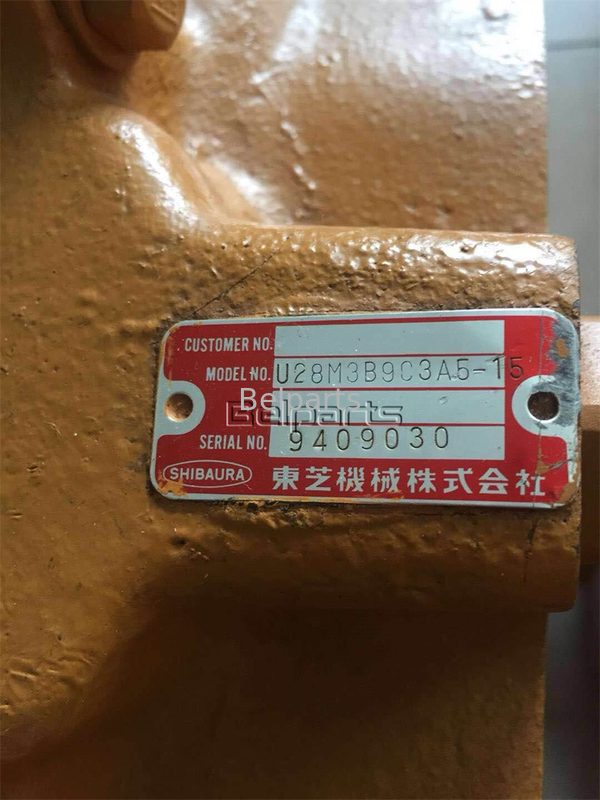 CUSTOMER NO.
MODEL NO. U28M3B9C3A5-15
Belparts
Belparts
SERIAL NO. 9409030
SHIBAURA 東芝機械株式会社